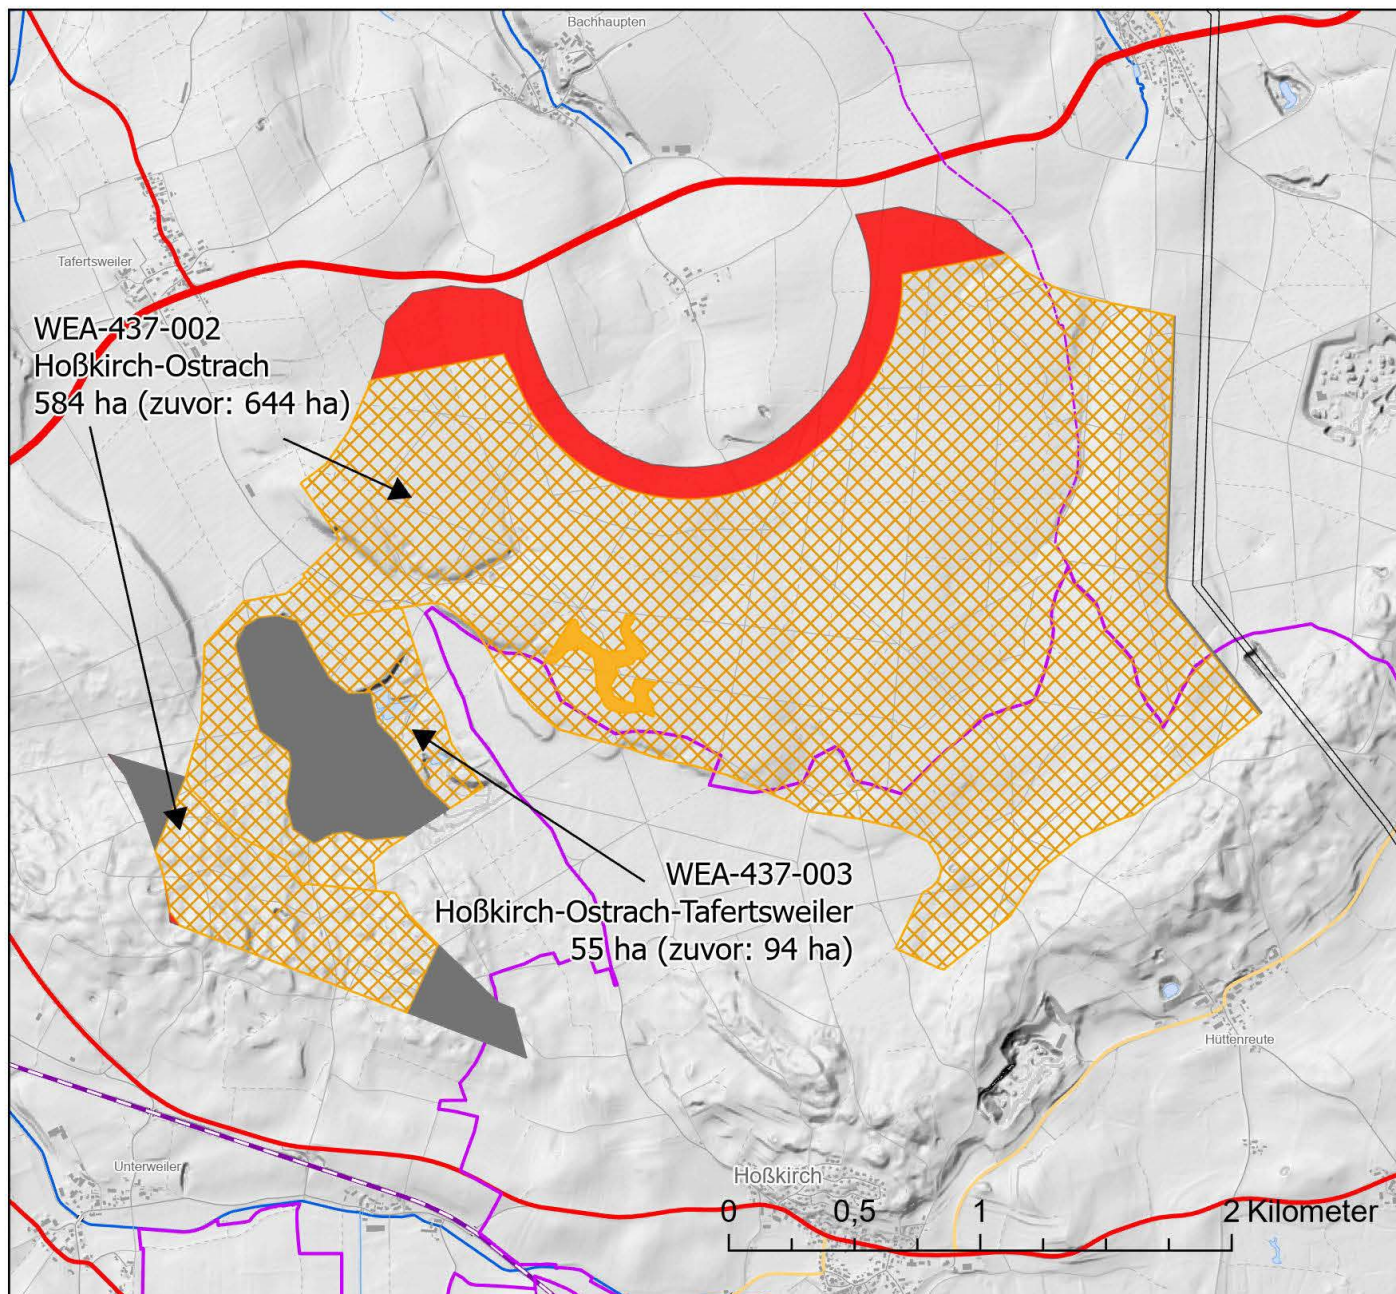 Bachhaupten
Tafertsweiler
WEA-437-002
Hoßkirch-Ostrach
584 ha (zuvor: 644 ha)
WEA-437-003
Hoßkirch-Ostrach-Tafertsweiler
55 ha (zuvor: 94 ha)
Hüttenreute
Unterweiler
Hoßkirch
0 0,5 1 2 Kilometer